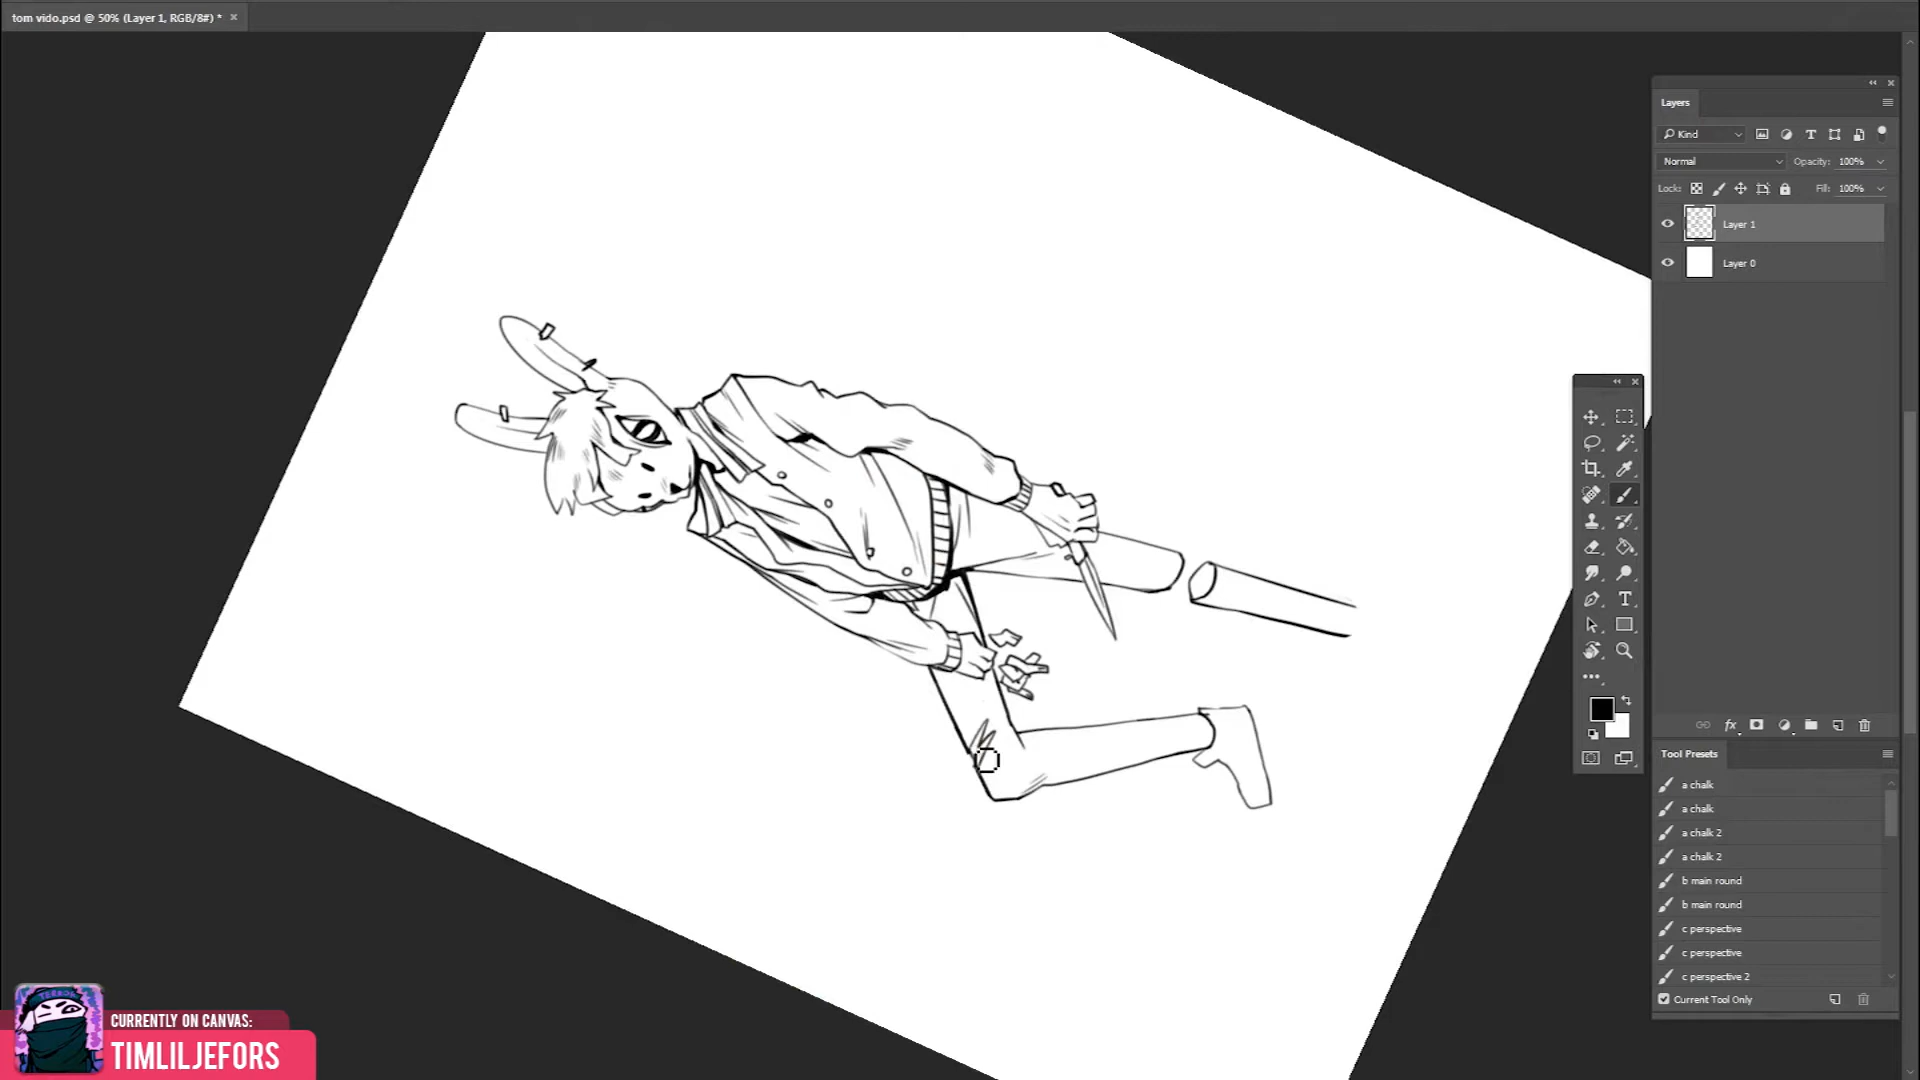 tom vido.psd @ 50% (Layer 1, RGB/8#) *
Layers
Kind
Normal
Opacity: 100%
Lock:
Fill: 100%
Layer 1
Layer 0
fx
Tool Presets
a chalk
a chalk
a chalk 2
a chalk 2
b main round
b main round
c perspective
c perspective
c perspective 2
Current Tool Only
CURRENTLY ON CANVAS:
TIMLILJEFORS